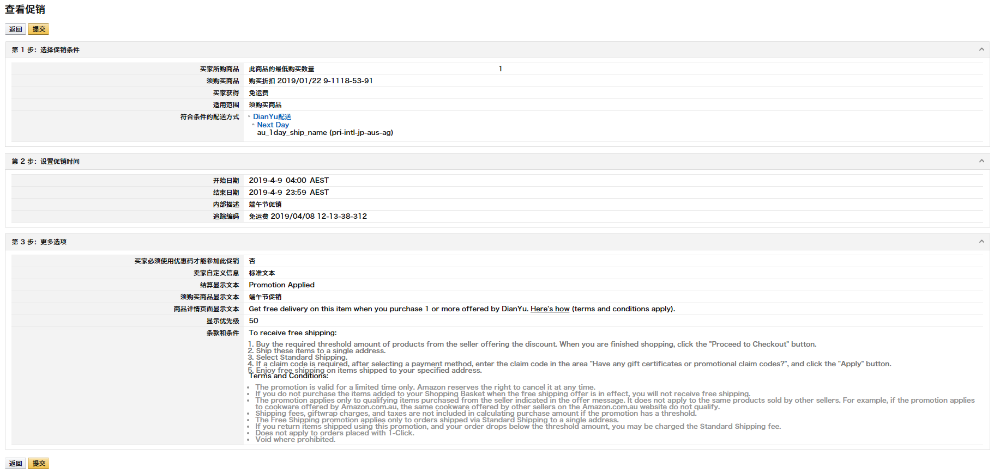 查看促销
返回 提交
第 1 步：选择促销条件
买家所购商品 此商品的最低购买数量 1
须购买商品 购买折扣 2019/01/22 9-1118-53-91
买家获得 免运费
适用范围 须购买商品
符合条件的配送方式 DianYu配送
Next Day
au_1day_ship_name (pri-intl-jp-aus-ag)
第 2 步：设置促销时间
开始日期 2019-4-9 04:00 AEST
结束日期 2019-4-9 23:59 AEST
内部描述 端午节促销
追踪编码 免运费 2019/04/08 12-13-38-312
第 3 步：更多选项
买家必须使用优惠码才能参加此促销 否
卖家自定义信息 标准文本
结算显示文本 Promotion Applied
须购买商品显示文本 端午节促销
商品详情页面显示文本 Get free delivery on this item when you purchase 1 or more offered by DianYu. Here's how (terms and conditions apply).
显示优先级 50
条款和条件 To receive free shipping:
1. Buy the required threshold amount of products from the seller offering the discount. When you are finished shopping, click the "Proceed to Checkout" button.
2. Ship these items to a single address.
3. Select Standard Shipping.
4. If a claim code is required, after selecting a payment method, enter the claim code in the area "Have any gift certificates or promotional claim codes?", and click the "Apply" button.
5. Enjoy free shipping on items shipped to your specified address.
Terms and Conditions:
• The promotion is valid for a limited time only. Amazon reserves the right to cancel it at any time.
• If you do not purchase the items added to your Shopping Basket when the free shipping offer is in effect, you will not receive free shipping.
• The promotion applies only to qualifying items purchased from the seller indicated in the offer message. It does not apply to the same products sold by other sellers. For example, if the promotion applies
to cookware offered by Amazon.com.au, the same cookware offered by other sellers on the Amazon.com.au website do not qualify.
• Shipping fees, giftwrap charges, and taxes are not included in calculating purchase amount if the promotion has a threshold.
• The Free Shipping promotion applies only to orders shipped via Standard Shipping to a single address.
• If you return items shipped using this promotion, and your order drops below the threshold amount, you may be charged the Standard Shipping fee.
• Does not apply to orders placed with 1-Click.
• Void where prohibited.
返回 提交